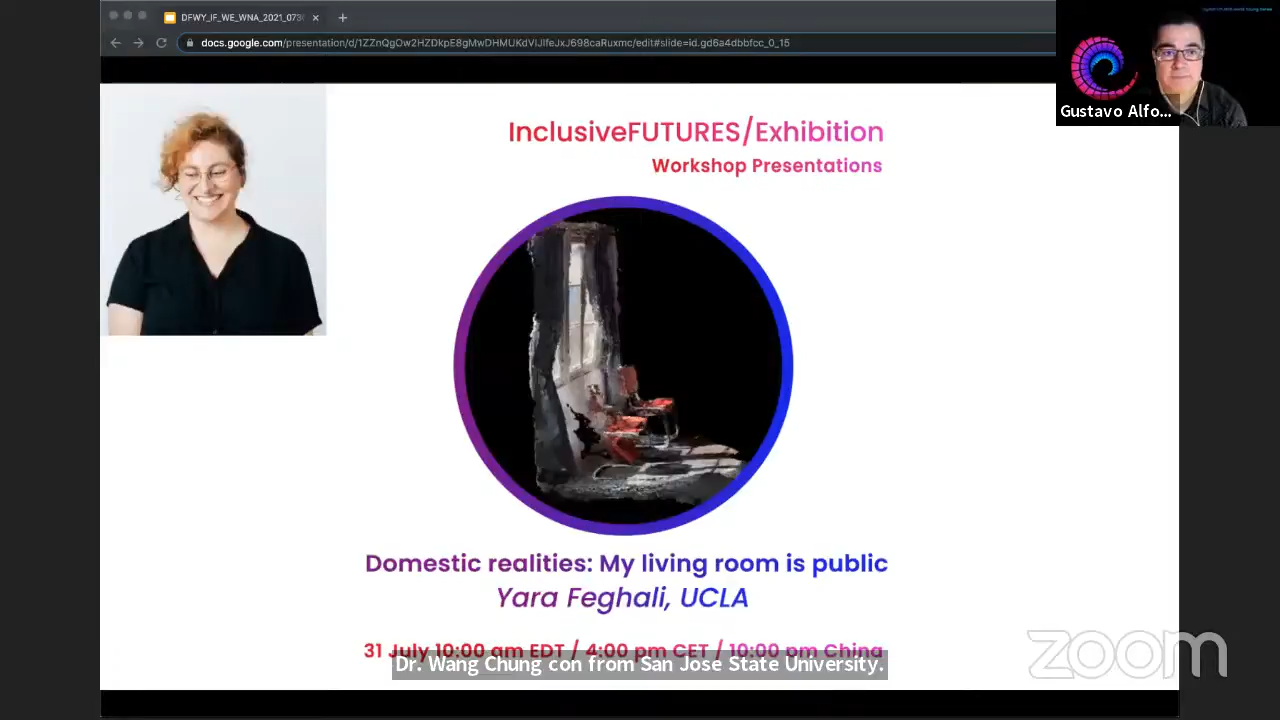 DFWY_IF_WE_WNA_2021_073
docs.google.com/presentation/d/1ZZnQgOw2HZDkpE8gMwDHMUKdViJIfeJxJ698caRuxmc/edit#slide=id.gd6a4dbbfcc_0_15
Gustavo Alfo...
InclusiveFUTURES/Exhibition
Workshop Presentations
Domestic realities: My living room is public
Yara Feghali, UCLA
31 July 10:00 am EDT / 4:00 pm CET / 10:00 pm China
Dr. Wang Chung con from San Jose State University.
zoom